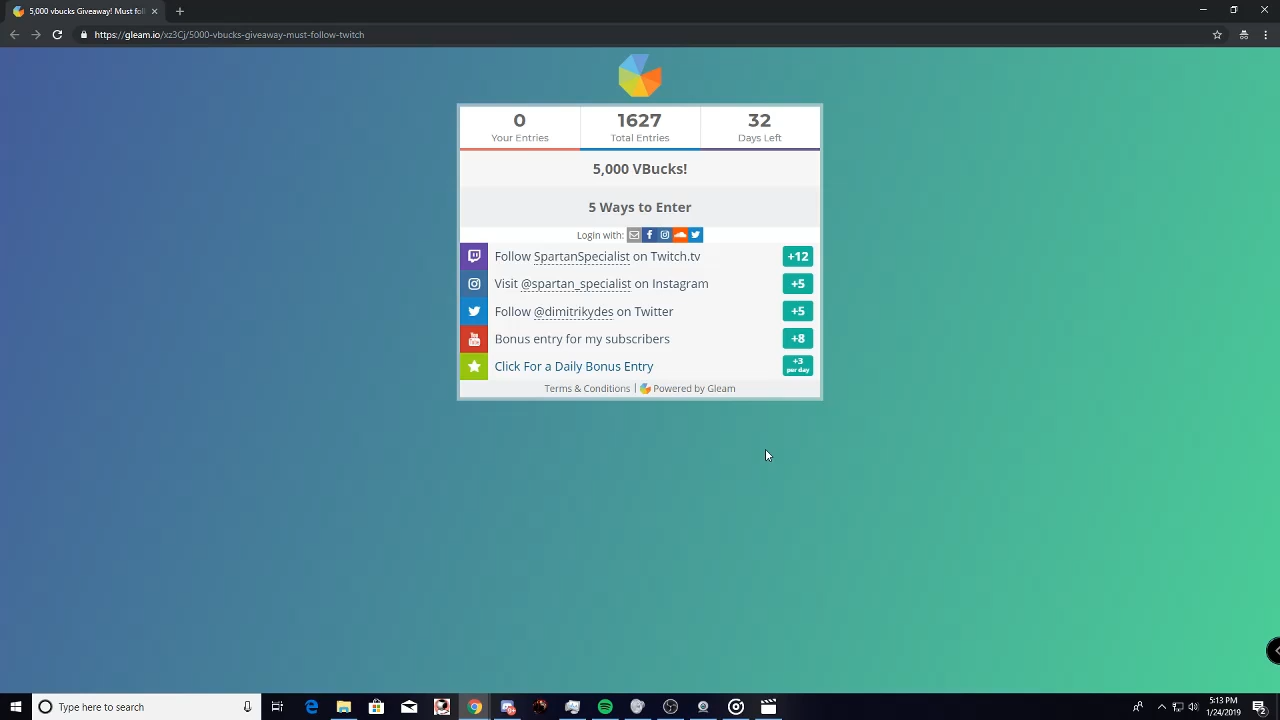 5,000 vbucks Giveaway! Must foll
https://gleam.io/xz3Cj/5000-vbucks-giveaway-must-follow-twitch
0 1627 32
Your Entries Total Entries Days Left
5,000 VBucks!
5 Ways to Enter
Login with:
Follow SpartanSpecialist on Twitch.tv +12
Visit @spartan_specialist on Instagram +5
Follow @dimitrikydes on Twitter +5
Bonus entry for my subscribers +8
Click For a Daily Bonus Entry +3 per day
Terms & Conditions | Powered by Gleam
Type here to search
5:13 PM
1/24/2019